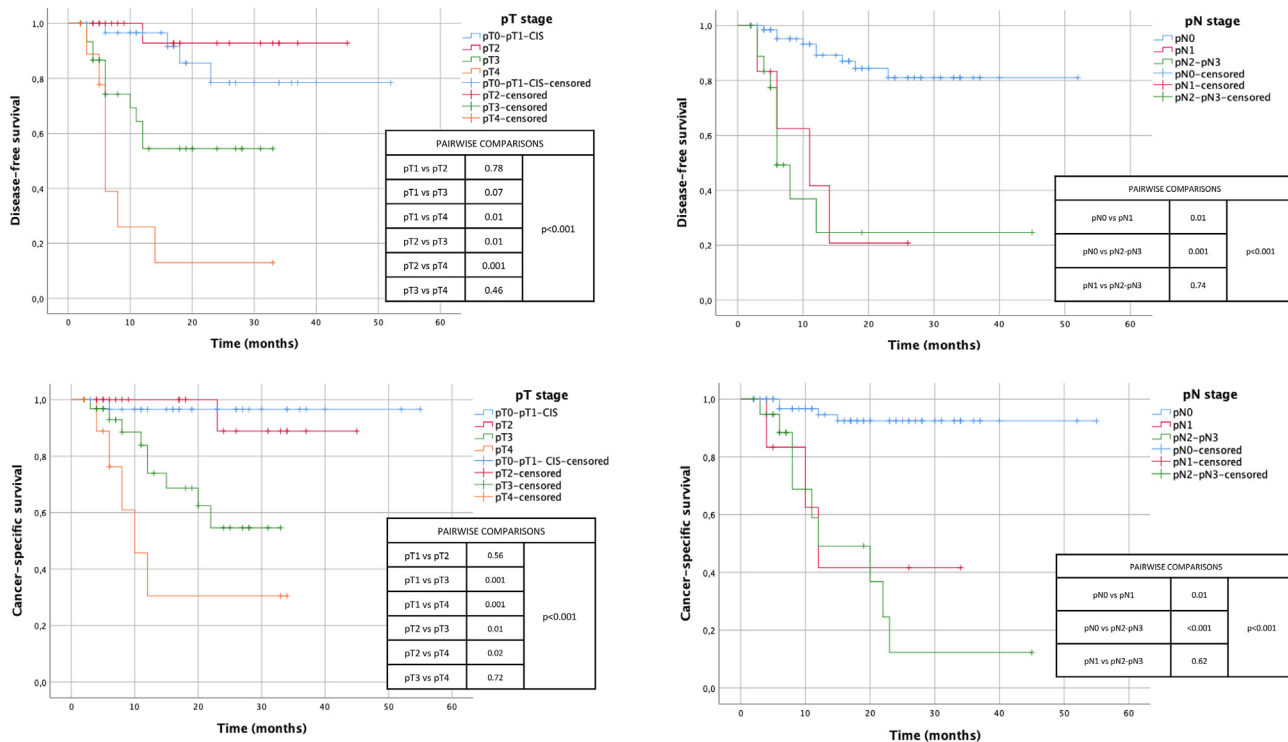 pT stage
pT0-pT1-CIS
pT2
pT3
pT4
pT0-pT1-CIS-censored
pT2-censored
pT3-censored
pT4-censored
Disease-free survival
1,0
0,8
0,6
0,4
0,2
0,0
0 10 20 30 40 50 60
Time (months)
PAIRWISE COMPARISONS
pT1 vs pT2 0.78
pT1 vs pT3 0.07
pT1 vs pT4 0.01
pT2 vs pT3 0.01
pT2 vs pT4 0.001
pT3 vs pT4 0.46
p<0.001
pN stage
pN0
pN1
pN2-pN3
pN0-censored
pN1-censored
pN2-pN3-censored
Disease-free survival
1,0
0,8
0,6
0,4
0,2
0,0
0 10 20 30 40 50 60
Time (months)
PAIRWISE COMPARISONS
pN0 vs pN1 0.01
pN0 vs pN2-pN3 0.001
pN1 vs pN2-pN3 0.74
p<0.001
pT stage
pT0-pT1-CIS
pT2
pT3
pT4
pT0-pT1- CIS-censored
pT2-censored
pT3-censored
pT4-censored
Cancer-specific survival
1,0
0,8
0,6
0,4
0,2
0,0
0 10 20 30 40 50 60
Time (months)
PAIRWISE COMPARISONS
pT1 vs pT2 0.56
pT1 vs pT3 0.001
pT1 vs pT4 0.001
pT2 vs pT3 0.01
pT2 vs pT4 0.02
pT3 vs pT4 0.72
p<0.001
pN stage
pN0
pN1
pN2-pN3
pN0-censored
pN1-censored
pN2-pN3-censored
Cancer-specific survival
1,0
0,8
0,6
0,4
0,2
0,0
0 10 20 30 40 50 60
Time (months)
PAIRWISE COMPARISONS
pN0 vs pN1 0.01
pN0 vs pN2-pN3 <0.001
pN1 vs pN2-pN3 0.62
p<0.001